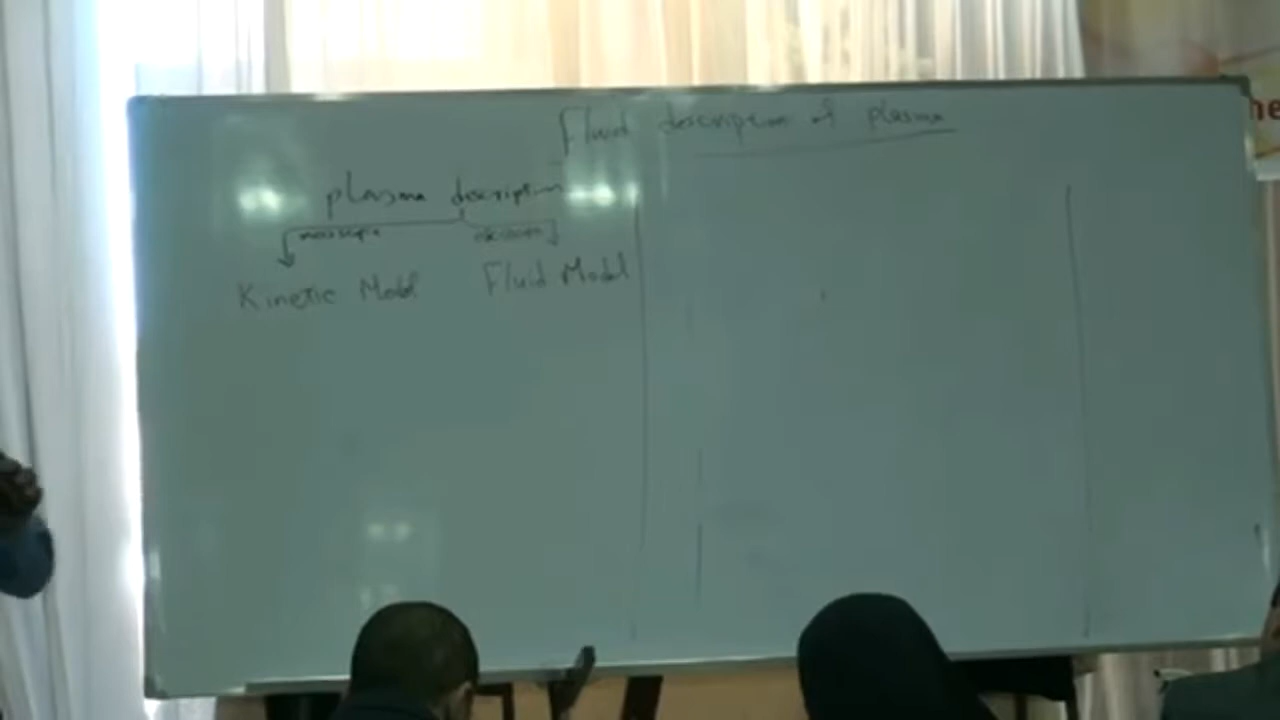 Fluid description of plasma
plasma description
Kinetic Model Fluid Model